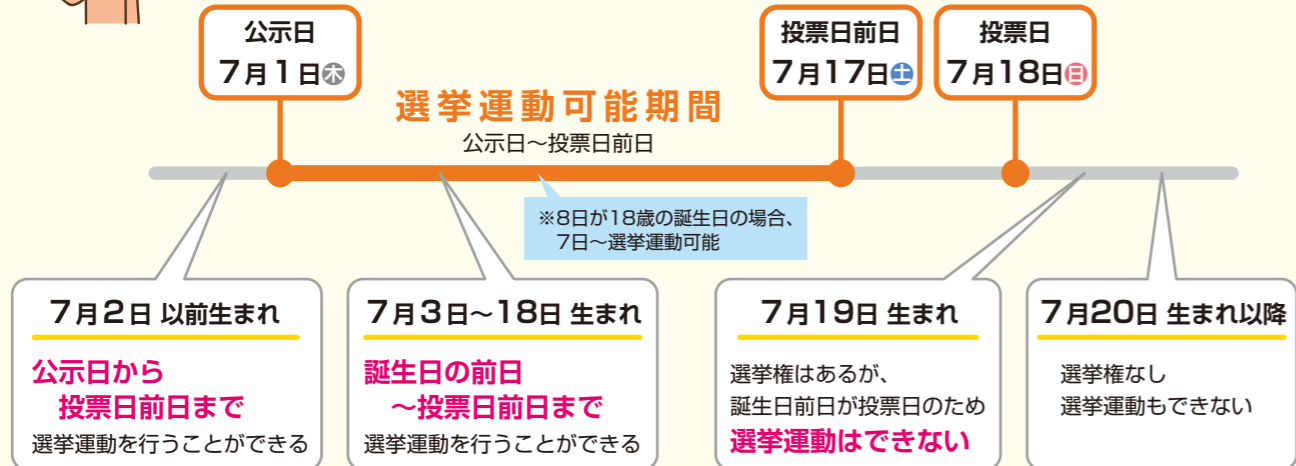 公示日
7月1日㊍
投票日前日
7月17日㊏
投票日
7月18日㊐
選挙運動可能期間
公示日～投票日前日
※8日が18歳の誕生日の場合、
7日～選挙運動可能
7月2日 以前生まれ
公示日から
投票日前日まで
選挙運動を行うことができる
7月3日～18日 生まれ
誕生日の前日
～投票日前日まで
選挙運動を行うことができる
7月19日 生まれ
選挙権はあるが、
誕生日前日が投票日のため
選挙運動はできない
7月20日 生まれ以降
選挙権なし
選挙運動もできない